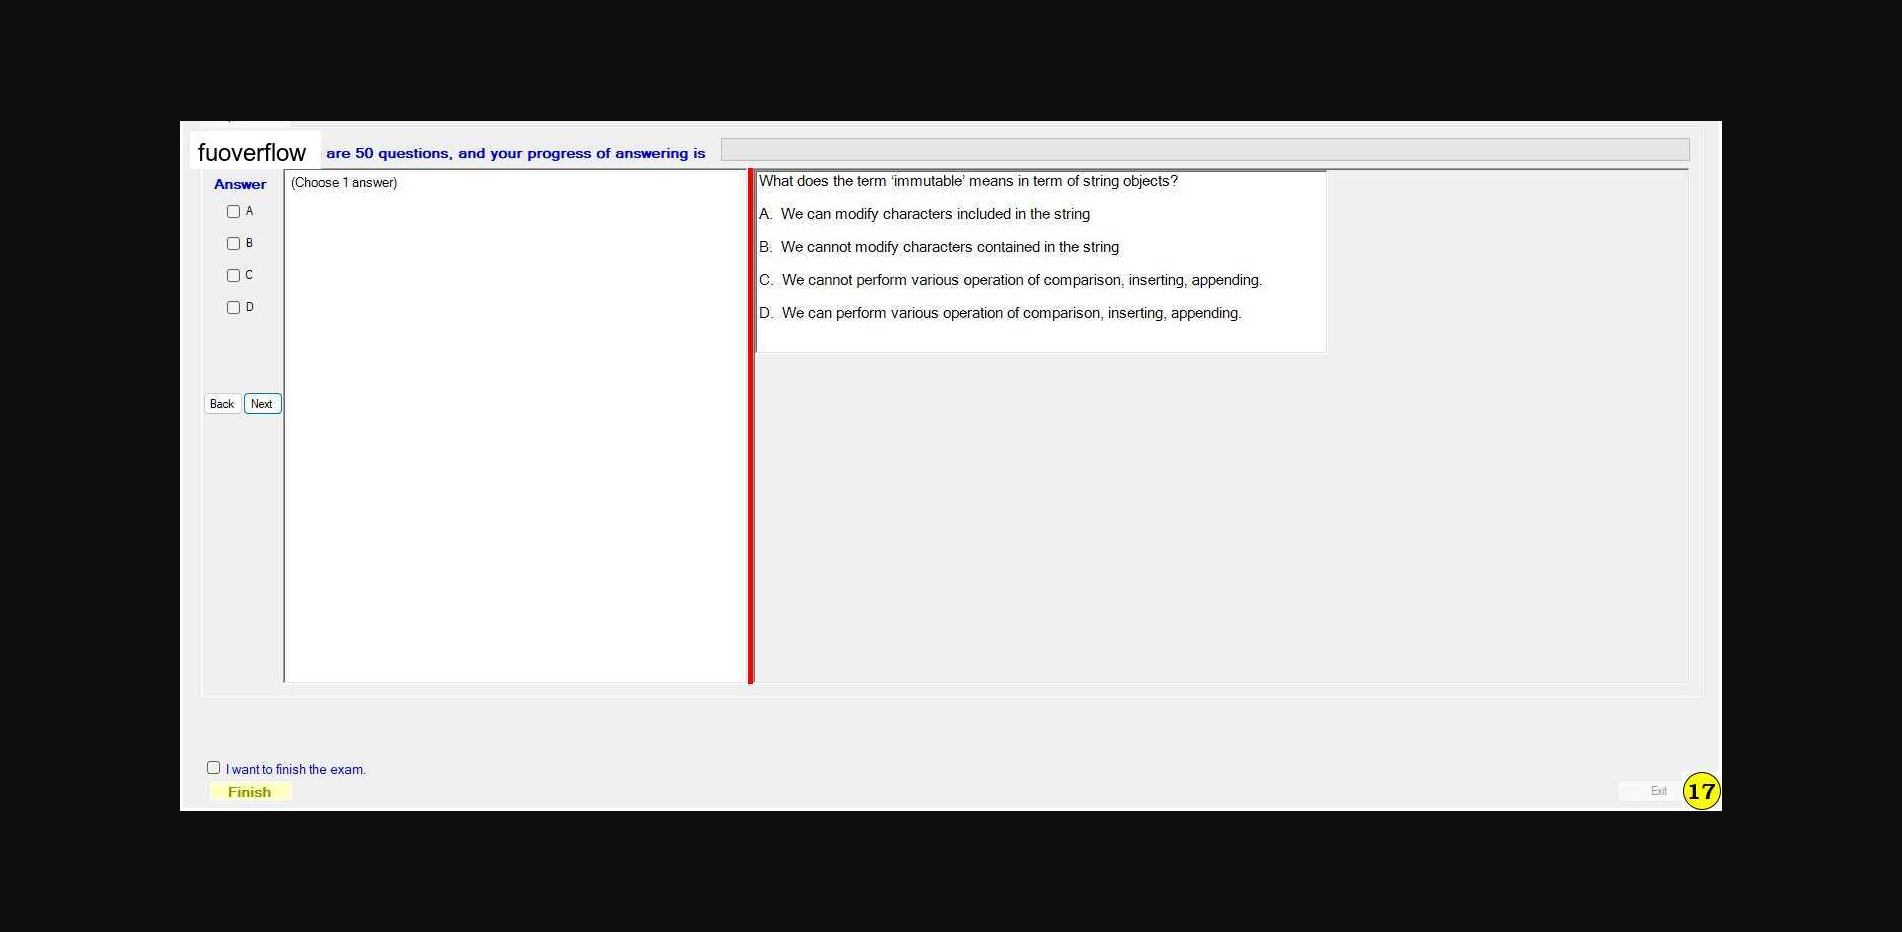 fuoverflow are 50 questions, and your progress of answering is
Answer
A
B
C
D
Back Next
(Choose 1 answer)
What does the term 'immutable' means in term of string objects?
A. We can modify characters included in the string
B. We cannot modify characters contained in the string
C. We cannot perform various operation of comparison, inserting, appending.
D. We can perform various operation of comparison, inserting, appending.
I want to finish the exam.
Finish
Exit
17